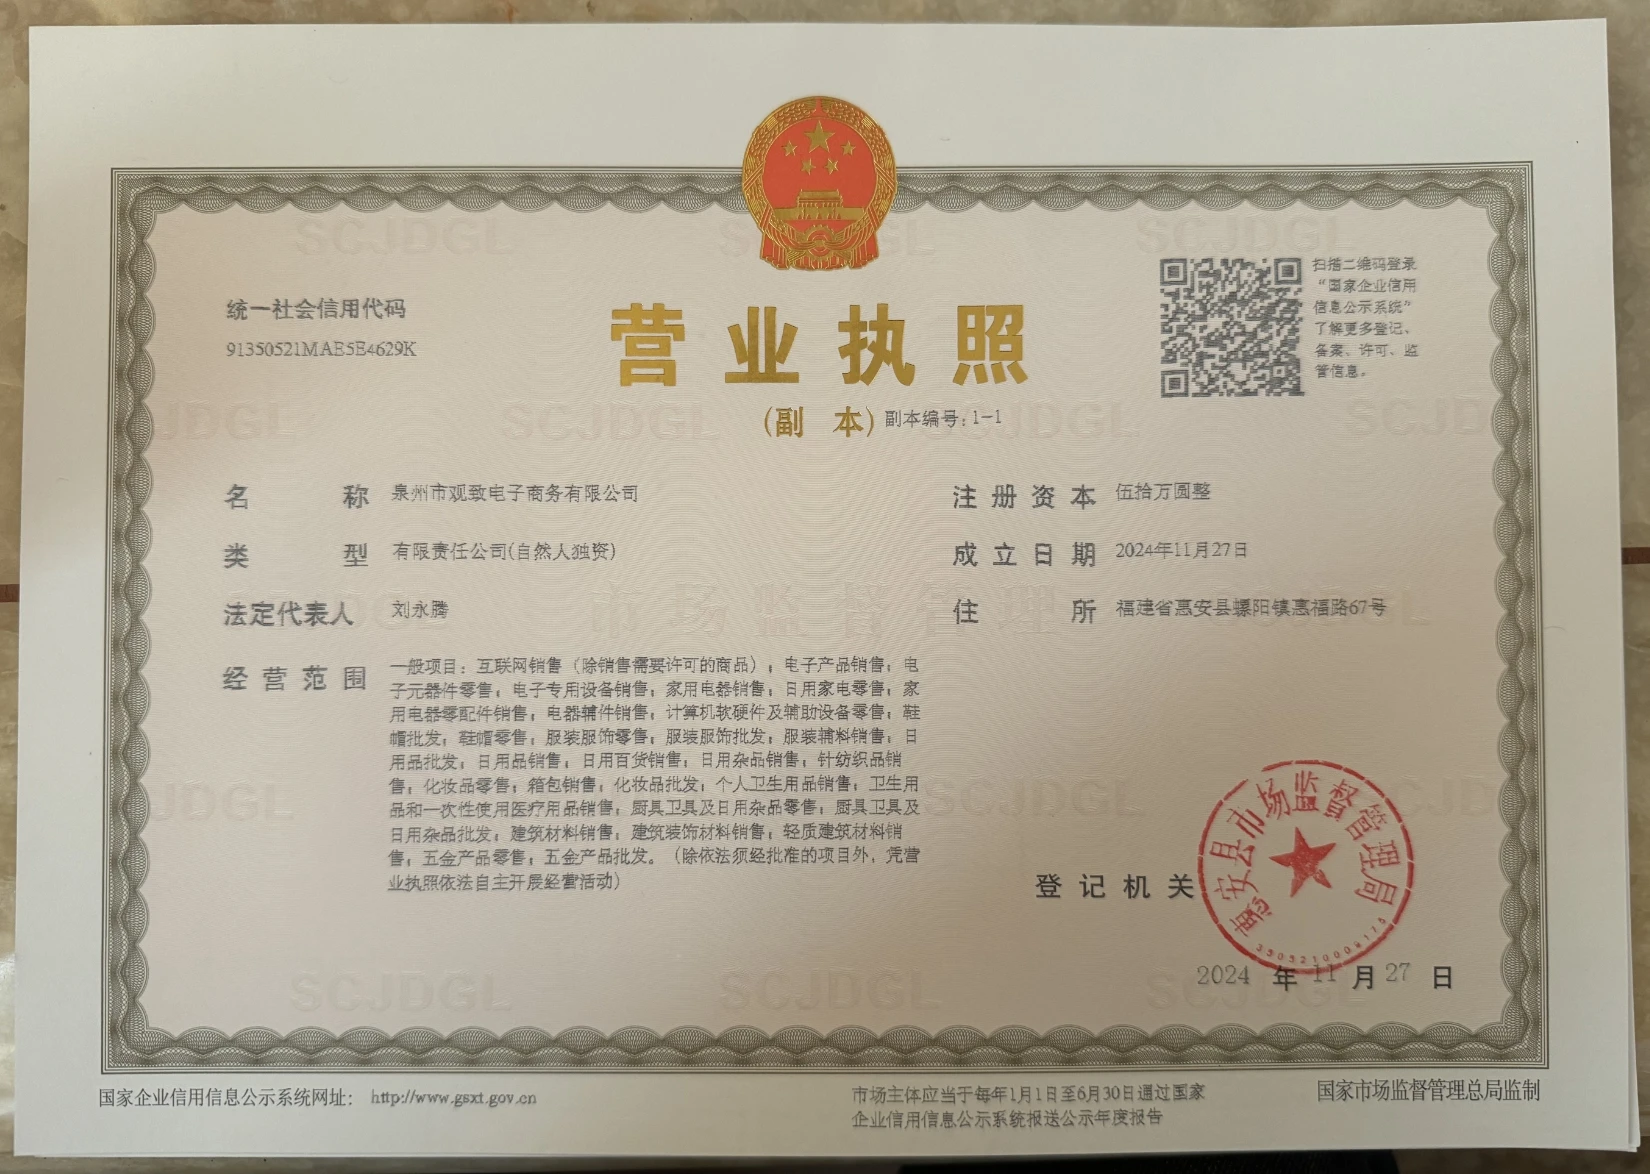 统一社会信用代码
91350521MAE5E4629K
营业执照
(副 本) 副本编号：1-1
扫描二维码登录
“国家企业信用
信息公示系统”
了解更多登记、
备案、许可、监
管信息。
名 称 泉州市观致电子商务有限公司
类 型 有限责任公司(自然人独资)
法定代表人 刘永腾
经营范围 一般项目：互联网销售（除销售需要许可的商品）；电子产品销售；电
子元器件零售；电子专用设备销售；家用电器销售；日用家电零售；家
用电器零配件销售；电器辅件销售；计算机软硬件及辅助设备零售；鞋
帽批发；鞋帽零售；服装服饰零售；服装服饰批发；服装辅料销售；日
用品批发；日用品销售；日用百货销售；日用杂品销售；针纺织品销
售；化妆品零售；箱包销售；化妆品批发；个人卫生用品销售；卫生用
品和一次性使用医疗用品销售；厨具卫具及日用杂品零售；厨具卫具及
日用杂品批发；建筑材料销售；建筑装饰材料销售；轻质建筑材料销
售；五金产品零售；五金产品批发。（除依法须经批准的项目外，凭营
业执照依法自主开展经营活动）
注册资本 伍拾万圆整
成立日期 2024年11月27日
住 所 福建省惠安县螺阳镇惠福路67号
登记机关
惠安县市场监督管理局
2024 年 11 月 27 日
国家企业信用信息公示系统网址： http://www.gsxt.gov.cn
市场主体应当于每年1月1日至6月30日通过国家
企业信用信息公示系统报送公示年度报告
国家市场监督管理总局监制
SCJDGL
市场监督管理